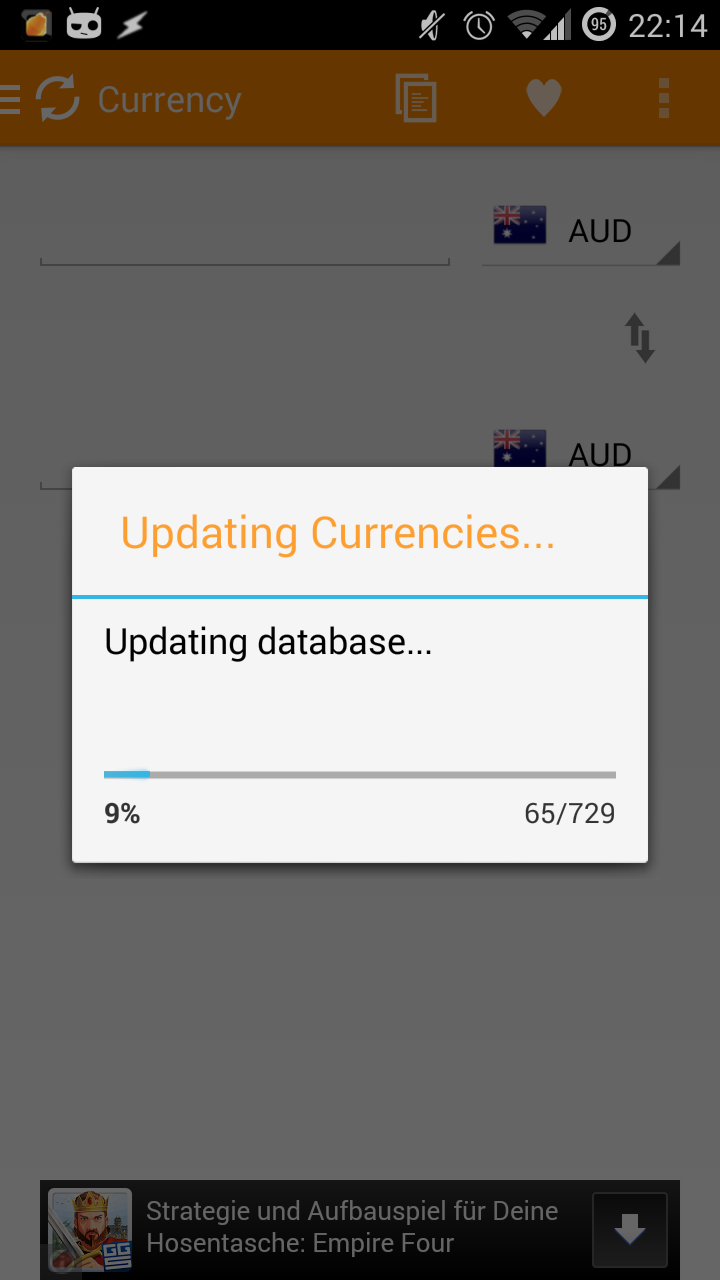 95 22:14
Currency
AUD
AUD
Updating Currencies...
Updating database...
9% 65/729
Strategie und Aufbauspiel für Deine
Hosentasche: Empire Four
GGS